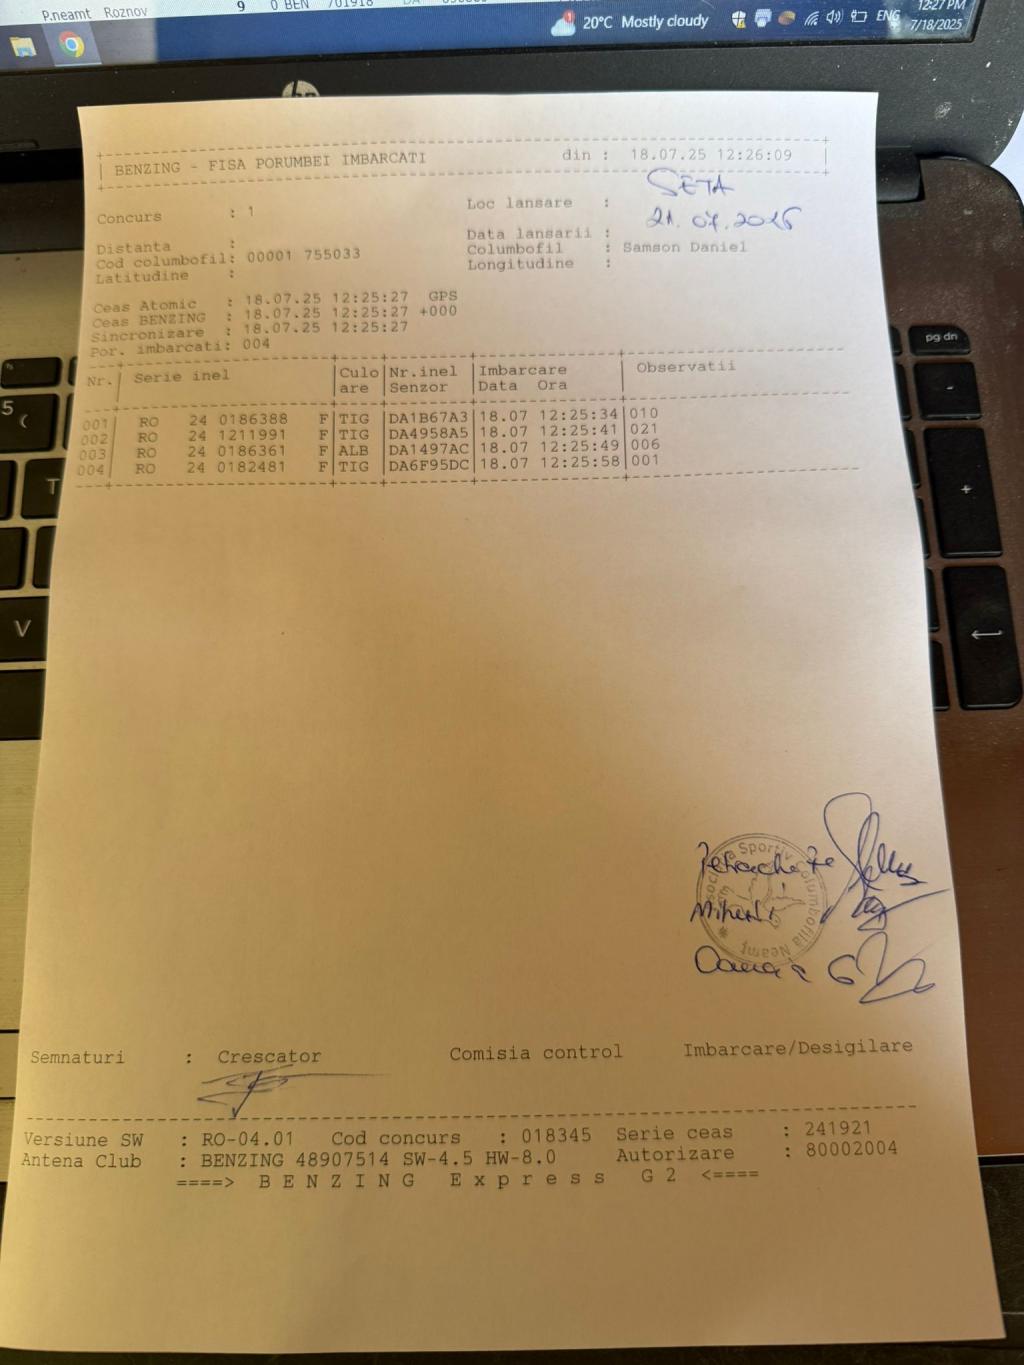 P.neamt Roznov 9 0 BEN 701918
20°C Mostly cloudy ENG 12:27 PM
7/18/2025
BENZING - FISA PORUMBEI IMBARCATI din : 18.07.25 12:26:09
Concurs : 1 Loc lansare : SETA
Distanta : Data lansarii : 21.07.2025
Cod columbofil: 00001 755033 Columbofil : Samson Daniel
Latitudine : Longitudine :
Ceas Atomic : 18.07.25 12:25:27 GPS
Ceas BENZING : 18.07.25 12:25:27 +000
Sincronizare : 18.07.25 12:25:27
Por. imbarcati: 004
Nr. Serie inel Culo Nr.inel Imbarcare Observatii
are Senzor Data Ora
001 RO 24 0186388 F TIG DA1B67A3 18.07 12:25:34 010
002 RO 24 1211991 F TIG DA4958A5 18.07 12:25:41 021
003 RO 24 0186361 F ALB DA1497AC 18.07 12:25:49 006
004 RO 24 0182481 F TIG DA6F95DC 18.07 12:25:58 001
Sportiv Columbofila Neamț
Semnaturi : Crescator Comisia control Imbarcare/Desigilare
Versiune SW : RO-04.01 Cod concurs : 018345 Serie ceas : 241921
Antena Club : BENZING 48907514 SW-4.5 HW-8.0 Autorizare : 80002004
====> B E N Z I N G E x p r e s s G 2 <====
pg dn
5
(
T
V
-
+